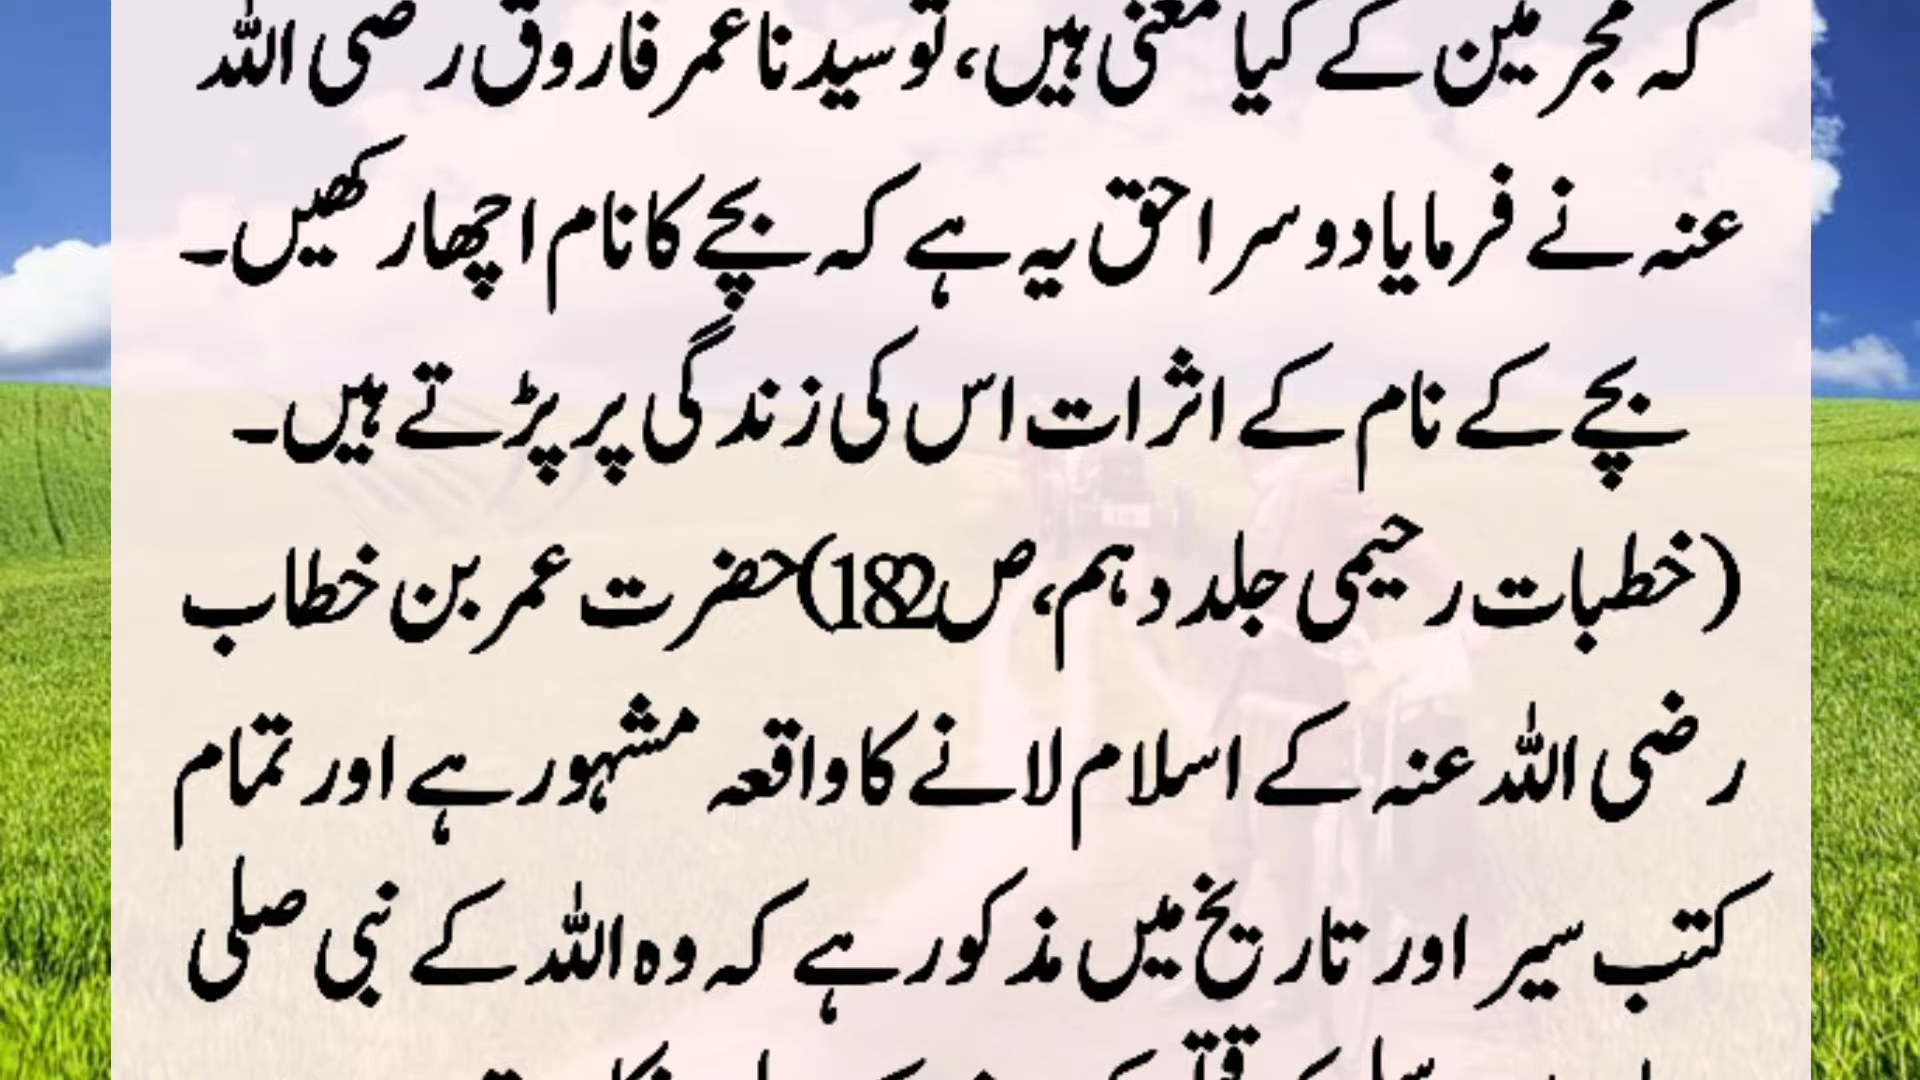 کہ مجرمین کے کیا معنی ہیں، تو سیدنا عمر فاروق رضی اللہ
عنہ نے فرمایا دوسرا حق یہ ہے کہ بچے کا نام اچھا رکھیں۔
بچے کے نام کے اثرات اس کی زندگی پر پڑتے ہیں۔
(خطبات رحیمی جلد دہم، ص182) حضرت عمر بن خطاب
رضی اللہ عنہ کے اسلام لانے کا واقعہ مشہور ہے اور تمام
کتب سیر اور تاریخ میں مذکور ہے کہ وہ اللہ کے نبی صلی